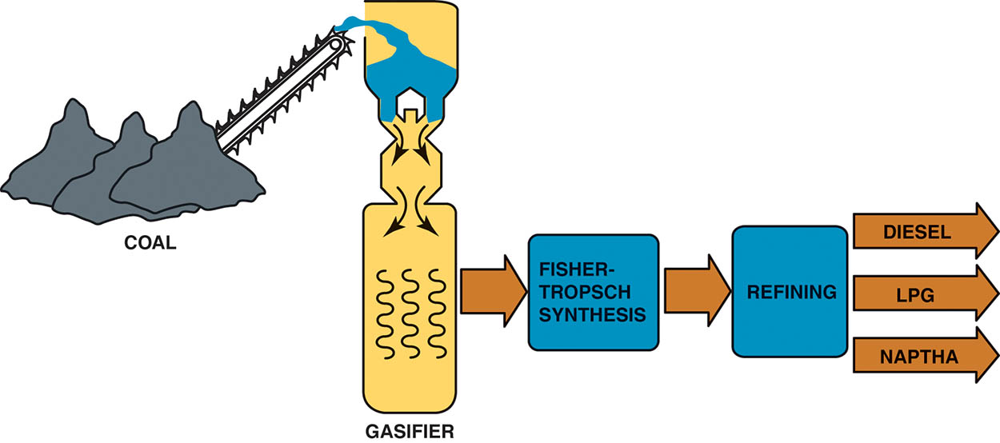 COAL
GASIFIER
FISHER-
TROPSCH
SYNTHESIS
REFINING
DIESEL
LPG
NAPTHA